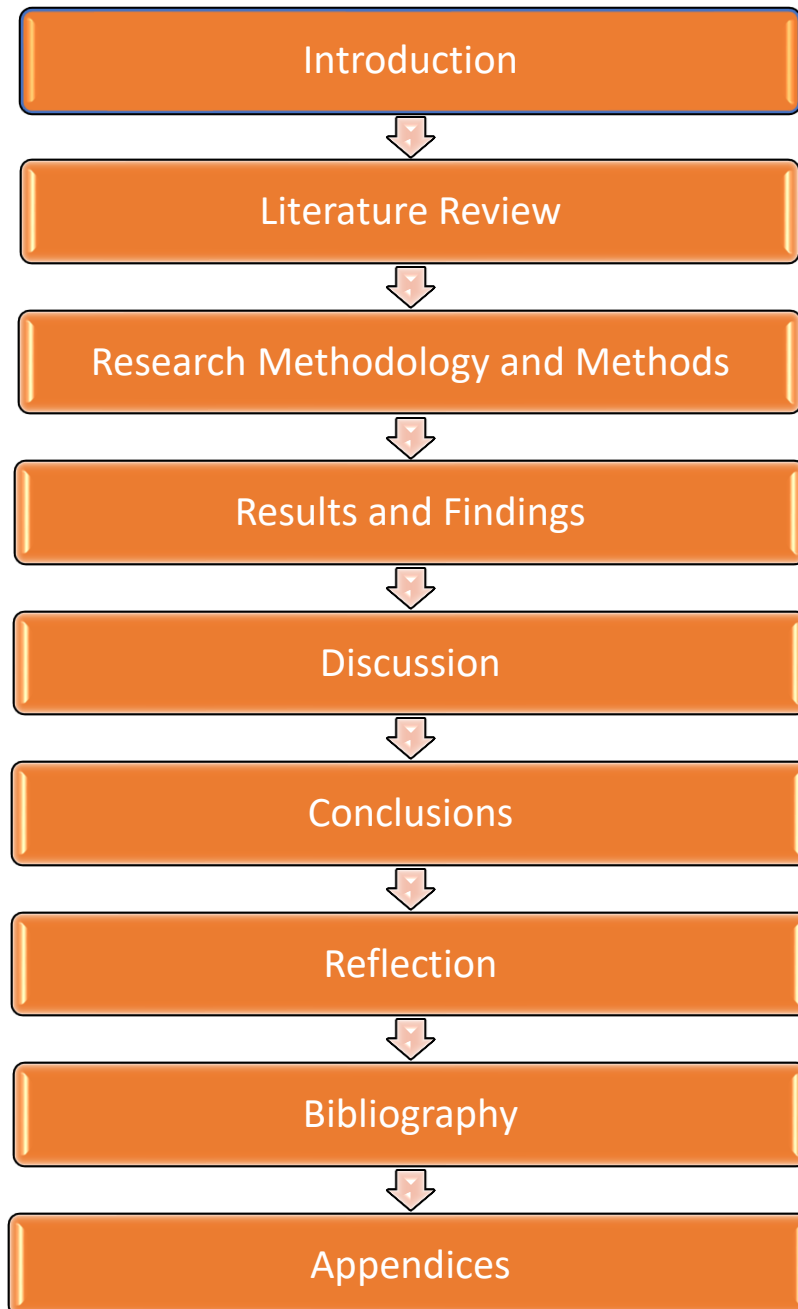 Introduction
Literature Review
Research Methodology and Methods
Results and Findings
Discussion
Conclusions
Reflection
Bibliography
Appendices